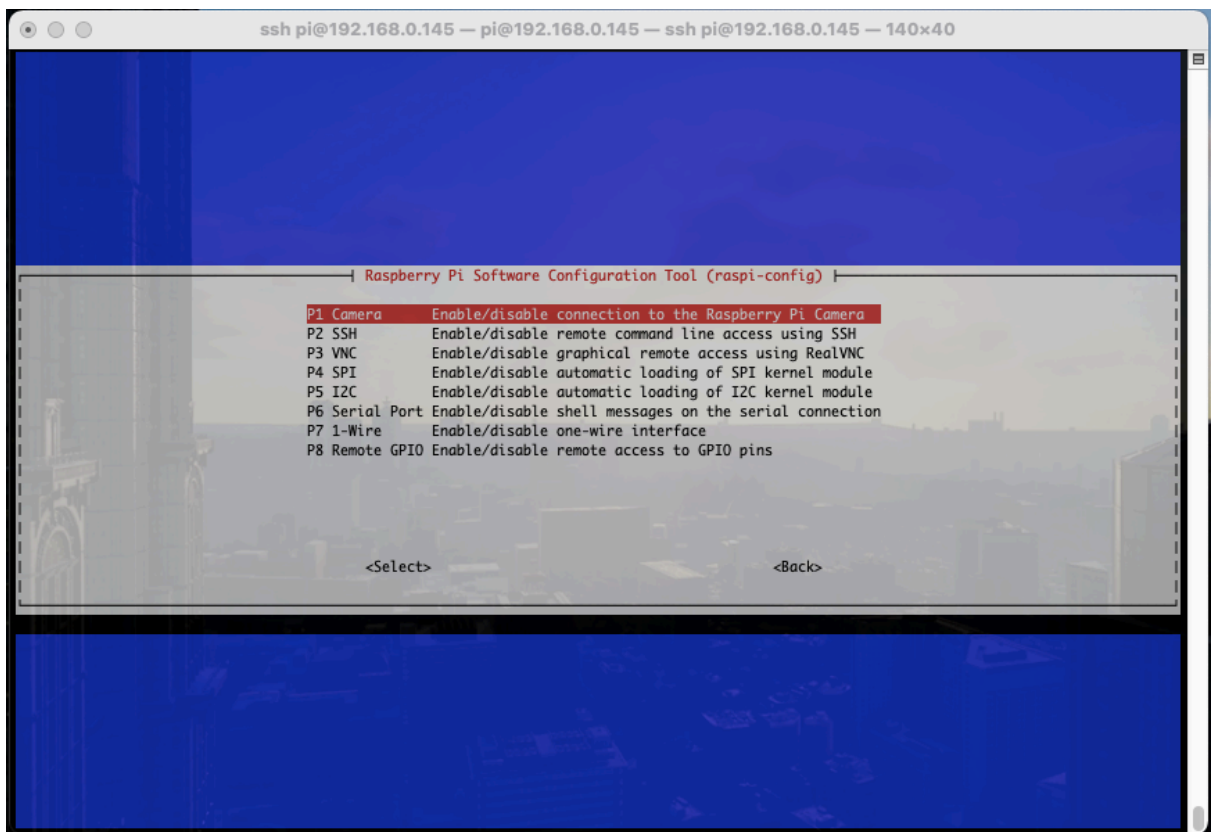 ssh pi@192.168.0.145 — pi@192.168.0.145 — ssh pi@192.168.0.145 — 140×40
Raspberry Pi Software Configuration Tool (raspi-config)
P1 Camera Enable/disable connection to the Raspberry Pi Camera
P2 SSH Enable/disable remote command line access using SSH
P3 VNC Enable/disable graphical remote access using RealVNC
P4 SPI Enable/disable automatic loading of SPI kernel module
P5 I2C Enable/disable automatic loading of I2C kernel module
P6 Serial Port Enable/disable shell messages on the serial connection
P7 1-Wire Enable/disable one-wire interface
P8 Remote GPIO Enable/disable remote access to GPIO pins
<Select> <Back>